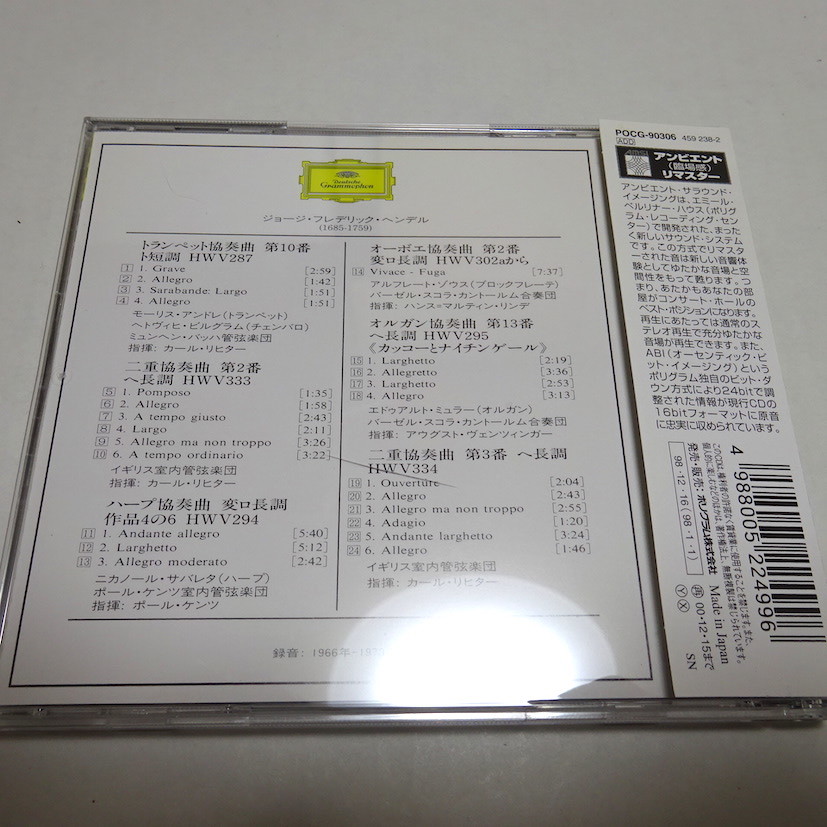 Deutsche
Grammophon
ジョージ・フレデリック・ヘンデル
(1685-1759)
トランペット協奏曲 第10番
ト短調 HWV287
1 1. Grave [2:59]
2 2. Allegro [1:42]
3 3. Sarabande: Largo [1:51]
4 4. Allegro [1:51]
モーリス・アンドレ(トランペット)
ヘトヴィヒ・ビルグラム(チェンバロ)
ミュンヘン・バッハ管弦楽団
指揮: カール・リヒター
二重協奏曲 第2番
ヘ長調 HWV333
5 1. Pomposo [1:35]
6 2. Allegro [1:58]
7 3. A tempo giusto [2:43]
8 4. Largo [2:11]
9 5. Allegro ma non troppo [3:26]
10 6. A tempo ordinario [3:22]
イギリス室内管弦楽団
指揮: カール・リヒター
ハープ協奏曲 変ロ長調
作品4の6 HWV294
11 1. Andante allegro [5:40]
12 2. Larghetto [5:12]
13 3. Allegro moderato [2:42]
ニカノール・サバレタ(ハープ)
ポール・ケンツ室内管弦楽団
指揮: ポール・ケンツ
オーボエ協奏曲 第2番
変ロ長調 HWV302aから
14 Vivace - Fuga [7:37]
アルフレート・ゾウス(ブロックフレーテ)
バーゼル・スコラ・カントールム合奏団
指揮: ハンス=マルティン・リンデ
オルガン協奏曲 第13番
ヘ長調 HWV295
《カッコーとナイチンゲール》
15 1. Larghetto [2:19]
16 2. Allegretto [3:36]
17 3. Larghetto [2:53]
18 4. Allegro [3:13]
エドゥアルト・ミュラー(オルガン)
バーゼル・スコラ・カントールム合奏団
指揮: アウグスト・ヴェンツィンガー
二重協奏曲 第3番 ヘ長調
HWV334
19 1. Ouverture [2:04]
20 2. Allegro [2:43]
21 3. Allegro ma non troppo [2:55]
22 4. Adagio [1:20]
23 5. Andante larghetto [3:24]
24 6. Allegro [1:46]
イギリス室内管弦楽団
指揮: カール・リヒター
録音: 1966年-
POCG-90306 459 238-2
ADD
アンビエント
(臨場感)
リマスター
アンビエント・サラウンド・
イメージングは、エミール・
ベルリナー・ハウス(ポリグ
ラム・レコーディング・セン
ター)で開発された、まった
く新しいサウンド・システム
です。この方式でリマスタ
ーされた音は新しい音響体
験としてゆたかな音場と空
間性をもって甦ります。つ
まり、あたかもあなたの部
屋がコンサート・ホールの
ベスト・ポジションになります。
再生にあたっては通常のス
テレオ再生で充分ゆたかな
音場が再生できます。また、
ABI(オーセンティック・ビ
ット・イメージング)という
ポリグラム独自のビット・ダ
ウン方式により24bitで調
整された情報が現行CDの
16bitフォーマットに原音
に忠実に収められています。
4988005224996
発売・販売: ポリグラム株式会社
Made in Japan
98・12・16(98・1・1)
再 00・12・15まで
YX
SN